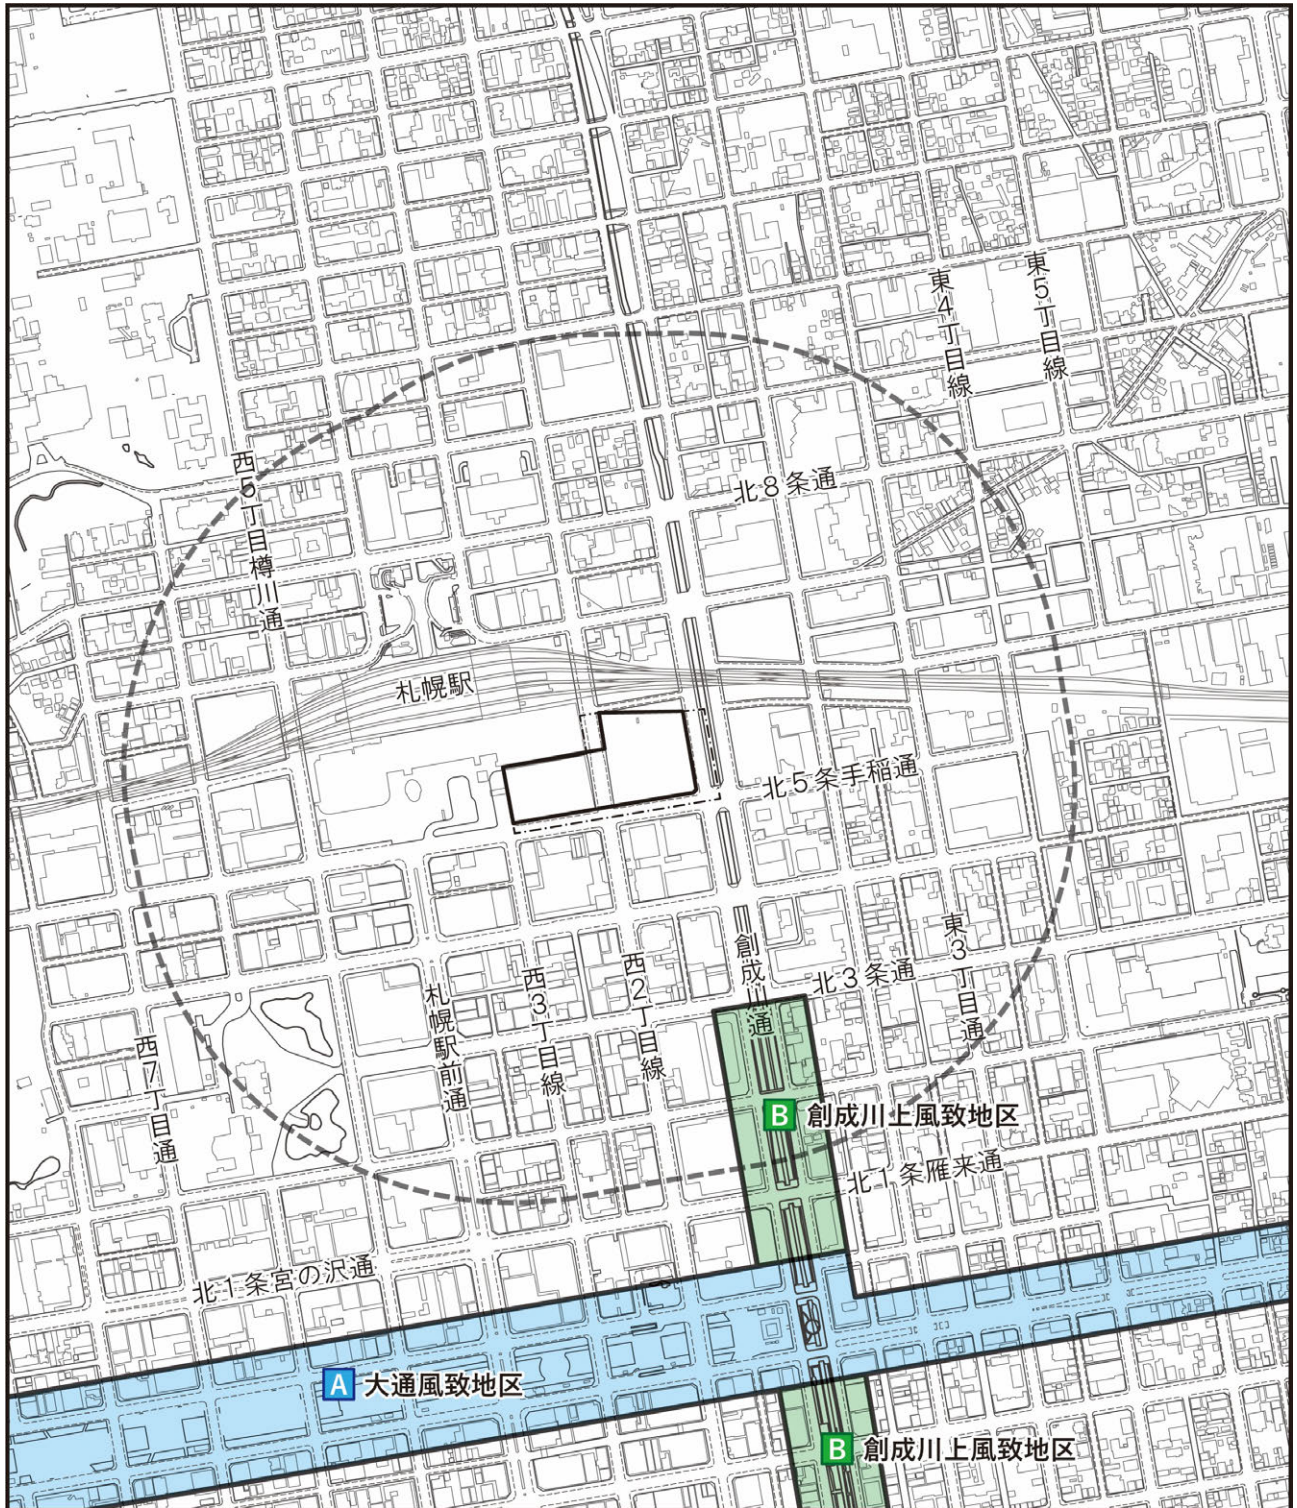 東5丁目線
東4丁目線
西5丁目樽川通
北8条通
札幌駅
北5条手稲通
東3丁目通
創成川通
北3条通
西2丁目線
西3丁目線
札幌駅前通
西7丁目通
B 創成川上風致地区
北1条雁来通
北1条宮の沢通
A 大通風致地区
B 創成川上風致地区